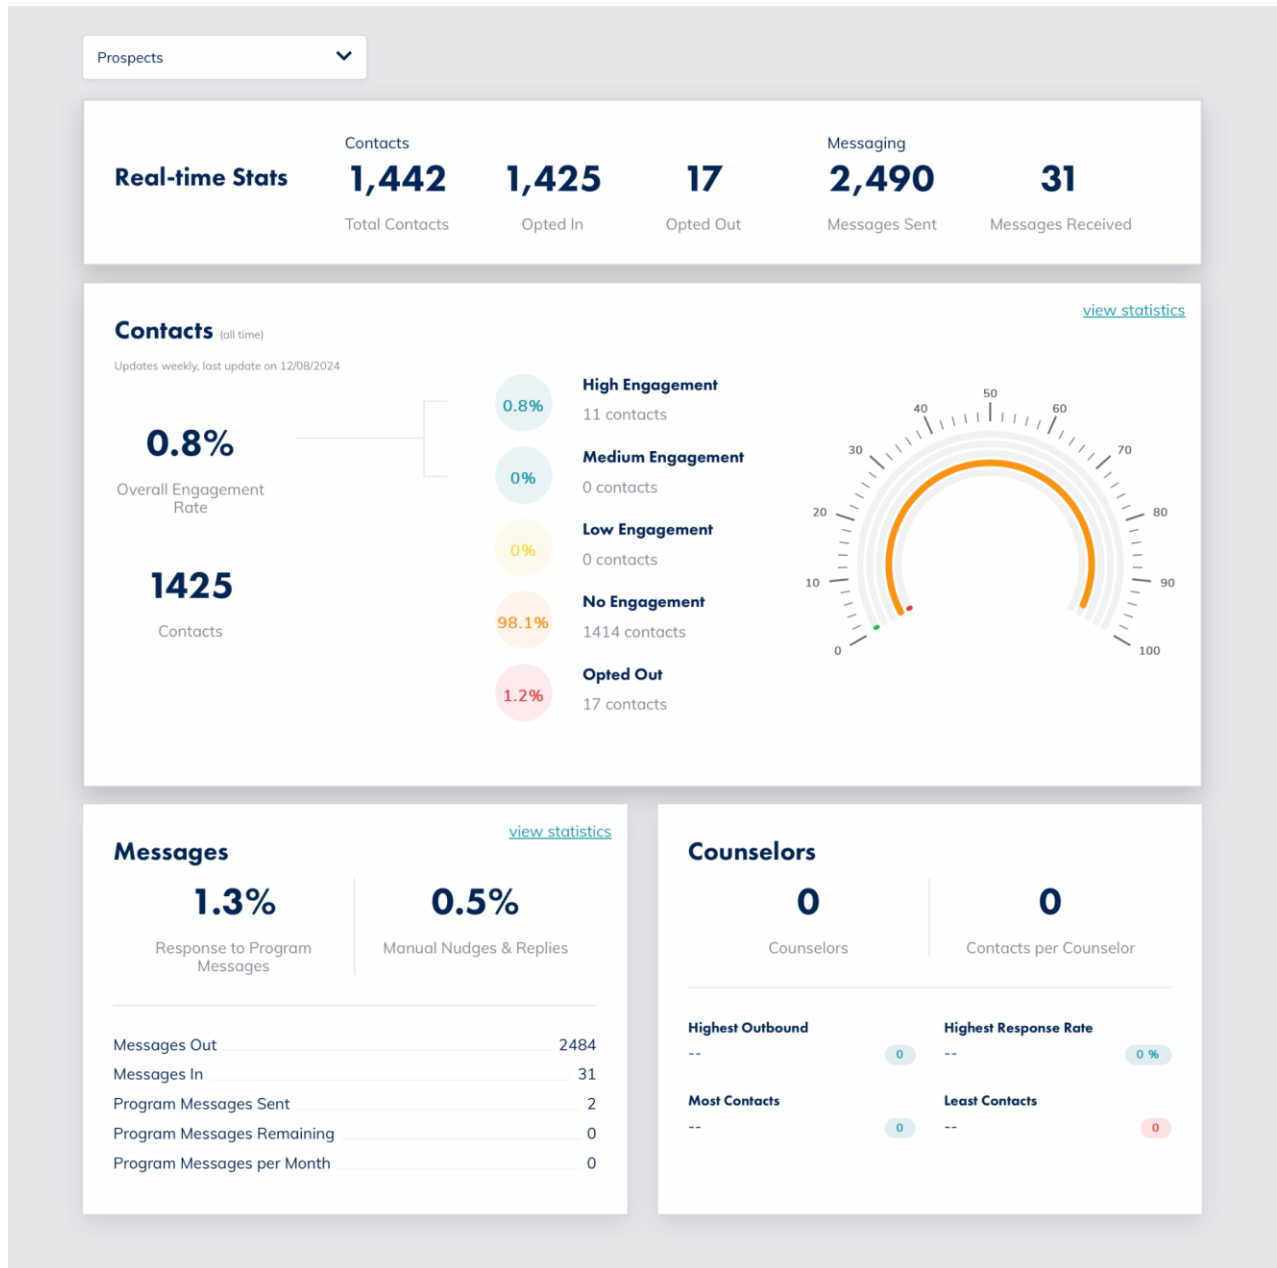 Prospects
Real-time Stats
Contacts
1,442
Total Contacts
1,425
Opted In
17
Opted Out
Messaging
2,490
Messages Sent
31
Messages Received
view statistics
Contacts (all time)
Updates weekly, last update on 12/08/2024
0.8%
Overall Engagement
Rate
1425
Contacts
0.8%
High Engagement
11 contacts
0%
Medium Engagement
0 contacts
0%
Low Engagement
0 contacts
98.1%
No Engagement
1414 contacts
1.2%
Opted Out
17 contacts
0
10
20
30
40
50
60
70
80
90
100
view statistics
Messages
1.3%
Response to Program
Messages
0.5%
Manual Nudges & Replies
Messages Out 2484
Messages In 31
Program Messages Sent 2
Program Messages Remaining 0
Program Messages per Month 0
Counselors
0
Counselors
0
Contacts per Counselor
Highest Outbound
-- 0
Highest Response Rate
-- 0 %
Most Contacts
-- 0
Least Contacts
-- 0